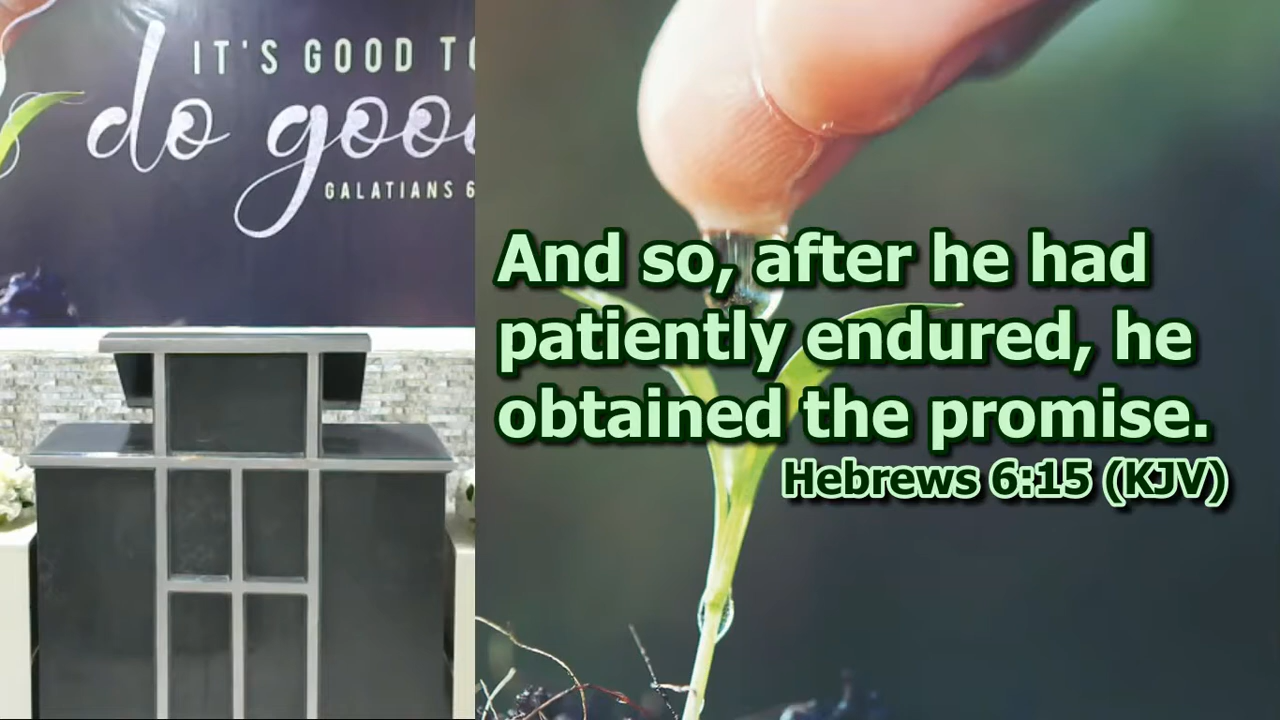 IT'S GOOD TO
do good
GALATIANS 6
And so, after he had
patiently endured, he
obtained the promise.
Hebrews 6:15 (KJV)